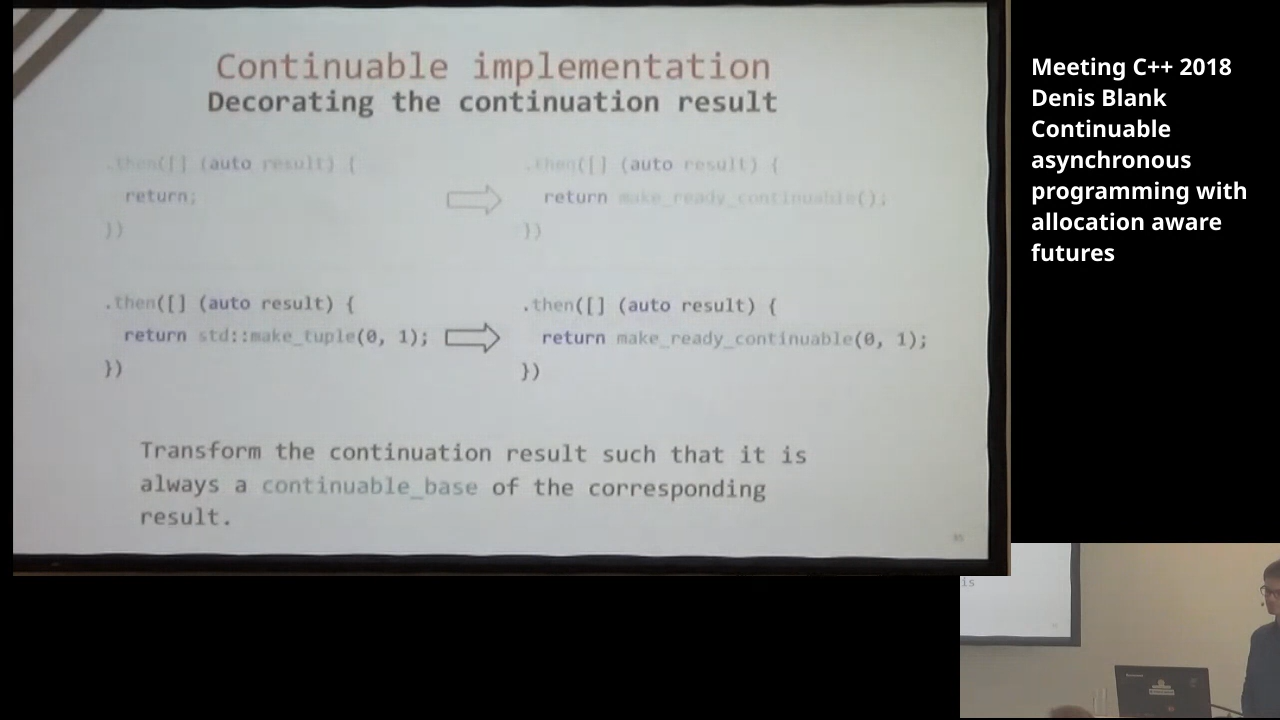 Continuable implementation
Decorating the continuation result
.then([] (auto result) {
return;
})
.then([] (auto result) {
return make_ready_continuable();
})
.then([] (auto result) {
return std::make_tuple(0, 1);
})
.then([] (auto result) {
return make_ready_continuable(0, 1);
})
Transform the continuation result such that it is
always a continuable_base of the corresponding
result.
Meeting C++ 2018
Denis Blank
Continuable
asynchronous
programming with
allocation aware
futures
is